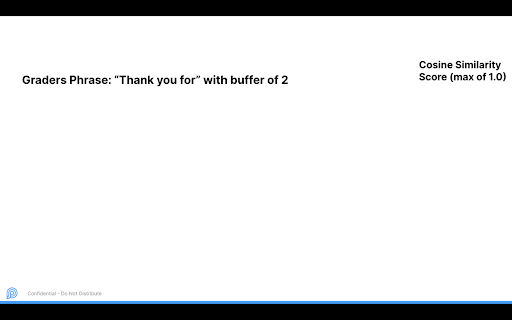 Cosine Similarity
Score (max of 1.0)
Graders Phrase: “Thank you for” with buffer of 2
Confidential - Do Not Distribute